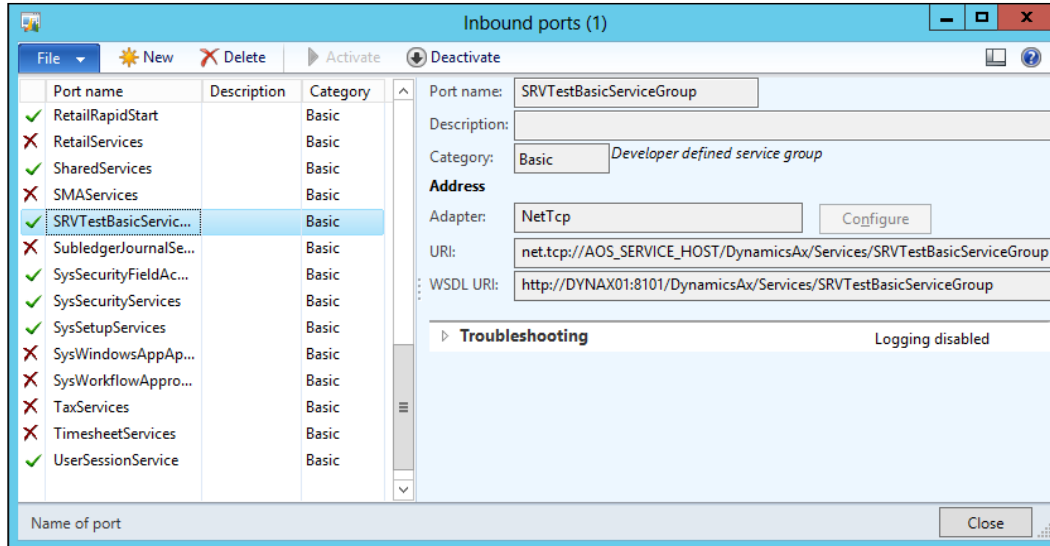 Inbound ports (1)
File New Delete Activate Deactivate
Port name Description Category
RetailRapidStart Basic
RetailServices Basic
SharedServices Basic
SMAServices Basic
SRVTestBasicServic... Basic
SubledgerJournalSe... Basic
SysSecurityFieldAc... Basic
SysSecurityServices Basic
SysSetupServices Basic
SysWindowsAppAp... Basic
SysWorkflowAppro... Basic
TaxServices Basic
TimesheetServices Basic
UserSessionService Basic
Port name: SRVTestBasicServiceGroup
Description:
Category: Basic Developer defined service group
Address
Adapter: NetTcp Configure
URI: net.tcp://AOS_SERVICE_HOST/DynamicsAx/Services/SRVTestBasicServiceGroup
WSDL URI: http://DYNAX01:8101/DynamicsAx/Services/SRVTestBasicServiceGroup
Troubleshooting Logging disabled
Name of port Close